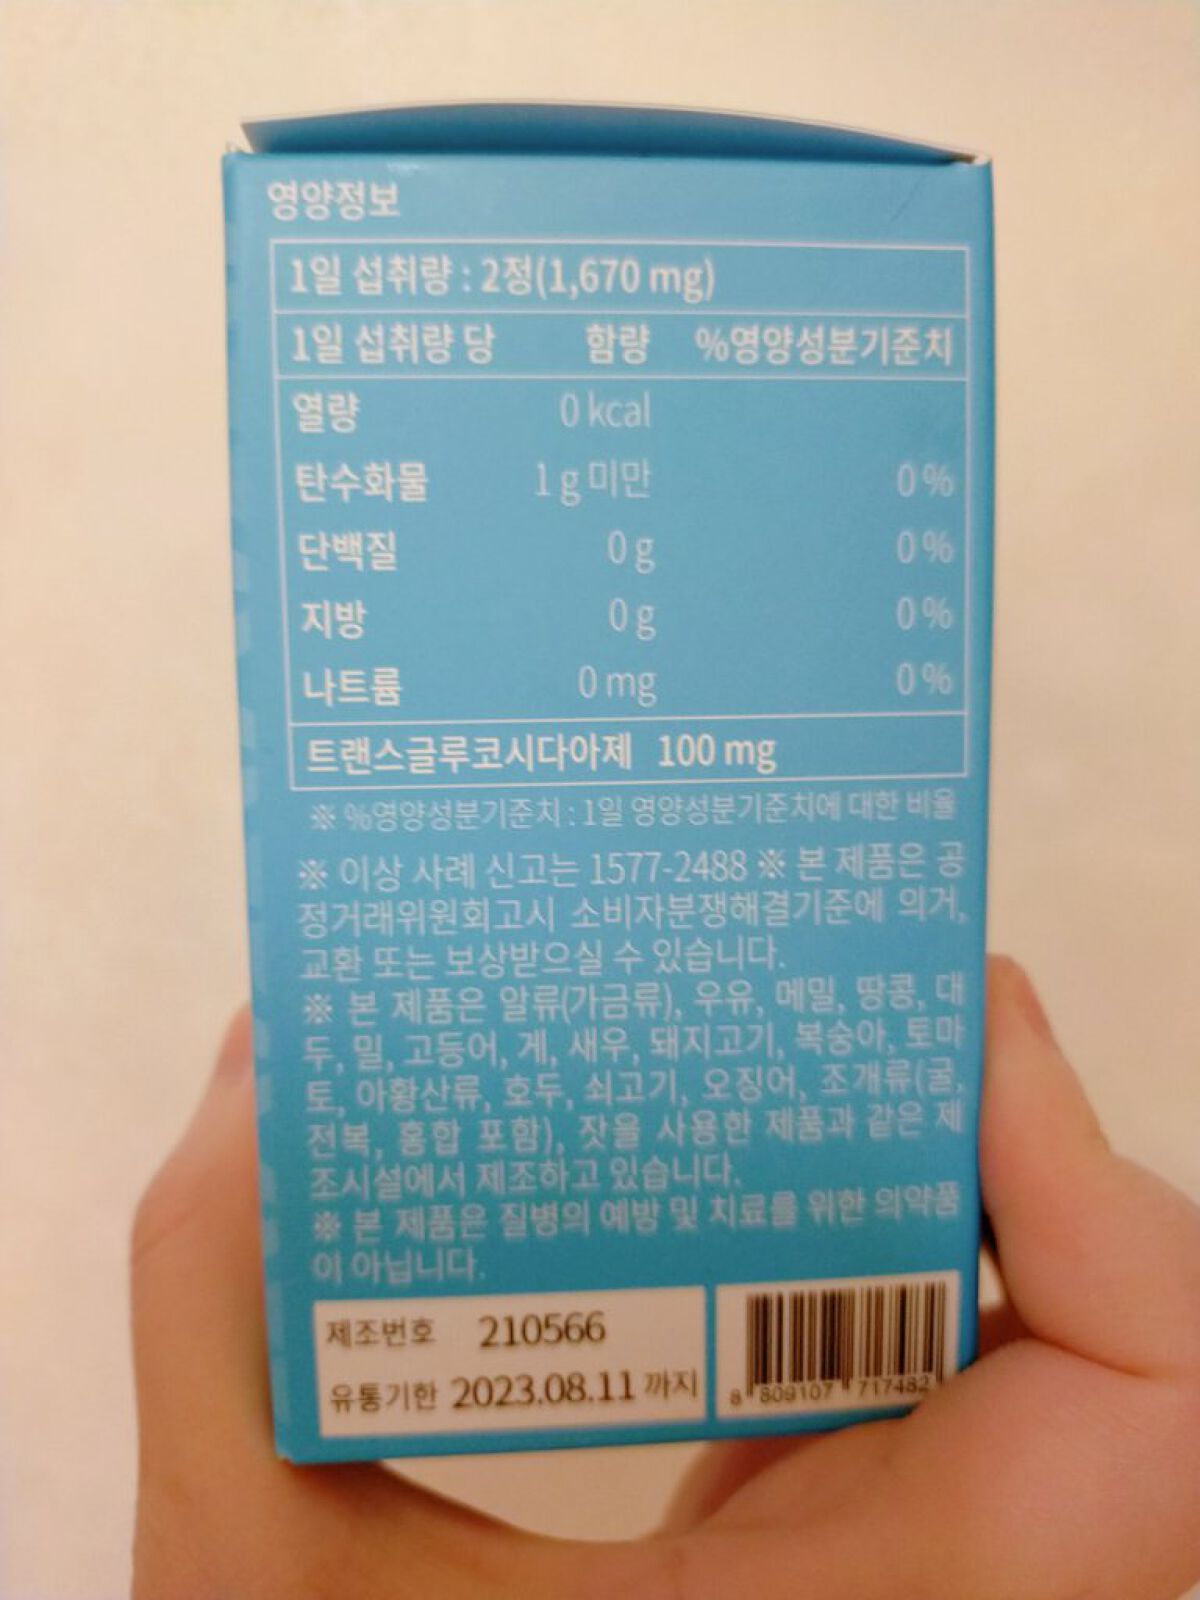 영양정보
1일 섭취량 : 2정(1,670 mg)
1일 섭취량 당 함량 %영양성분기준치
열량 0 kcal
탄수화물 1 g 미만 0 %
단백질 0 g 0 %
지방 0 g 0 %
나트륨 0 mg 0 %
트랜스글루코시다아제 100 mg
※ %영양성분기준치 : 1일 영양성분기준치에 대한 비율
※ 이상 사례 신고는 1577-2488 ※ 본 제품은 공
정거래위원회고시 소비자분쟁해결기준에 의거,
교환 또는 보상받으실 수 있습니다.
※ 본 제품은 알류(가금류), 우유, 메밀, 땅콩, 대
두, 밀, 고등어, 게, 새우, 돼지고기, 복숭아, 토마
토, 아황산류, 호두, 쇠고기, 오징어, 조개류(굴,
전복, 홍합 포함), 잣을 사용한 제품과 같은 제
조시설에서 제조하고 있습니다.
※ 본 제품은 질병의 예방 및 치료를 위한 의약품
이 아닙니다.
제조번호 210566
유통기한 2023.08.11 까지
8 809107 717482